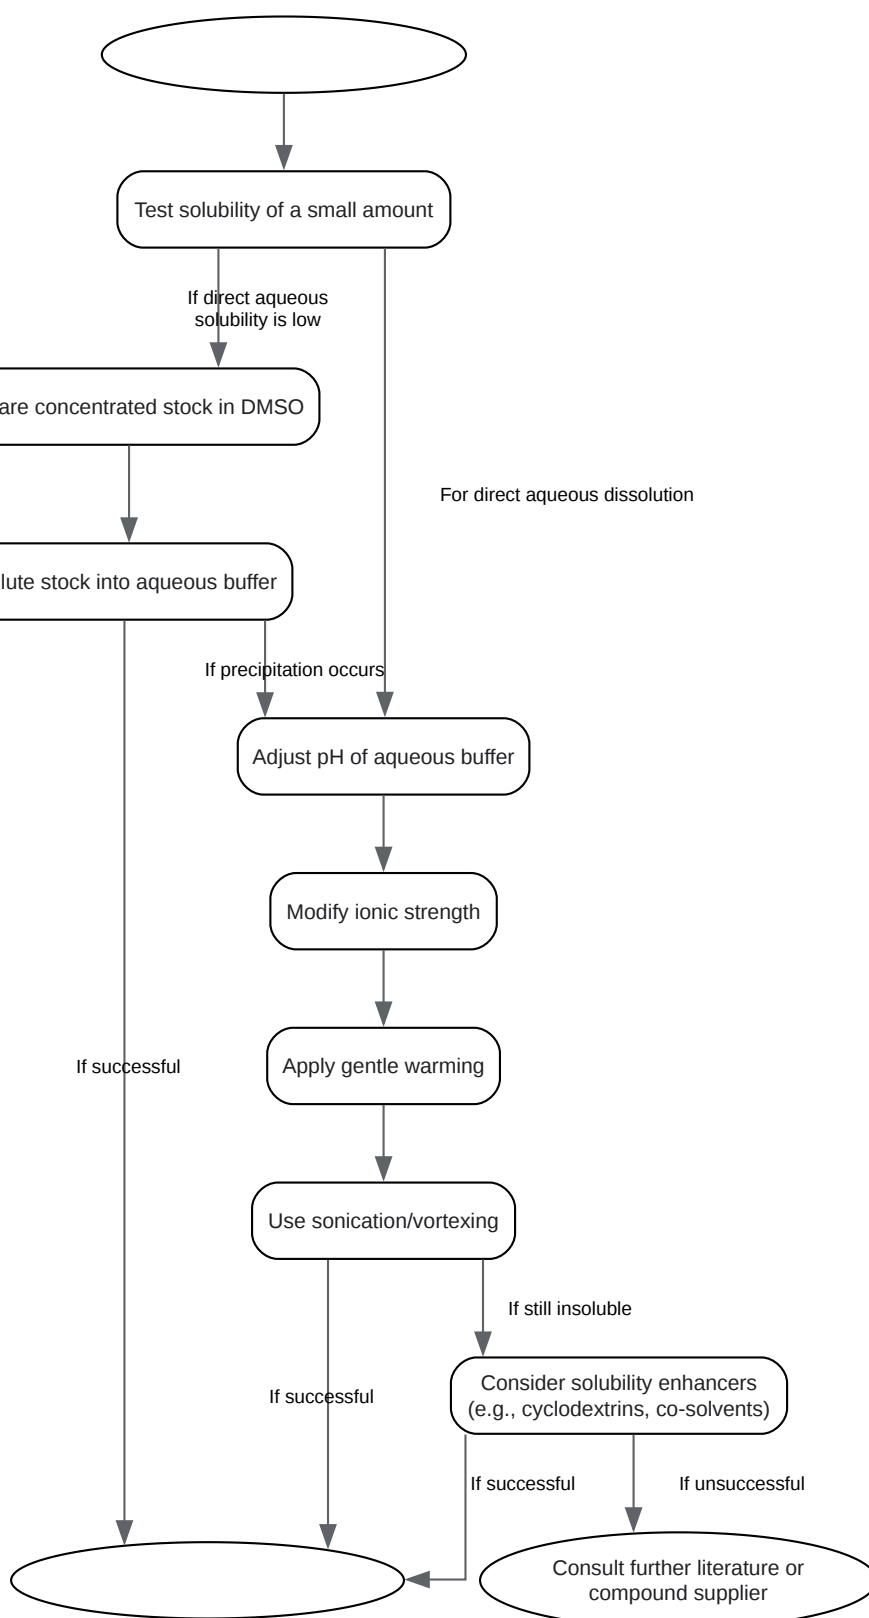 Test solubility of a small amount
If direct aqueous
solubility is low
are concentrated stock in DMSO
For direct aqueous dissolution
lute stock into aqueous buffer
If precipitation occurs
Adjust pH of aqueous buffer
Modify ionic strength
If successful
Apply gentle warming
Use sonication/vortexing
If still insoluble
Consider solubility enhancers
(e.g., cyclodextrins, co-solvents)
If successful
If successful
If unsuccessful
Consult further literature or
compound supplier